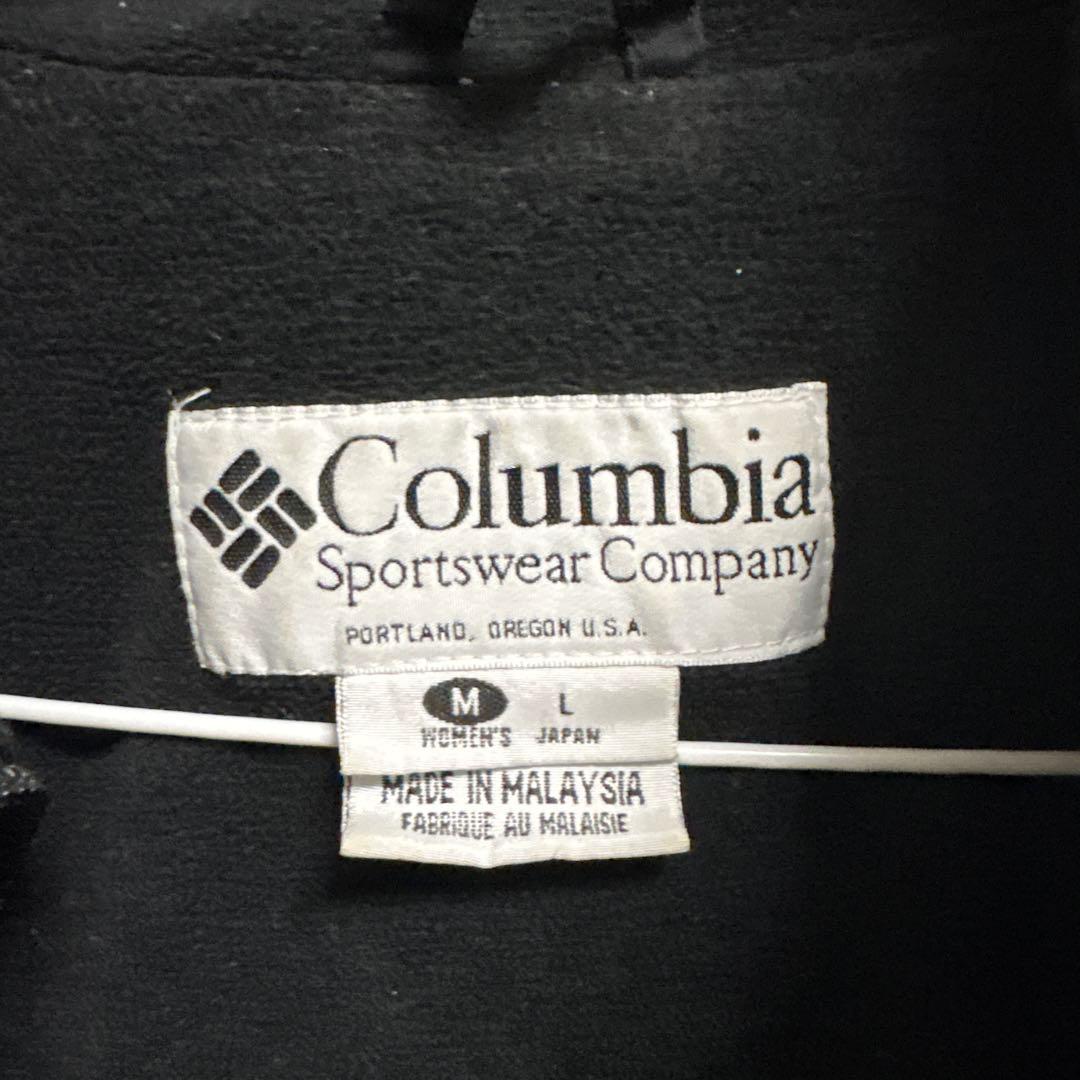 Columbia
Sportswear Company
PORTLAND, OREGON U.S.A.
M L
WOMEN'S JAPAN
MADE IN MALAYSIA
FABRIQUE AU MALAISIE